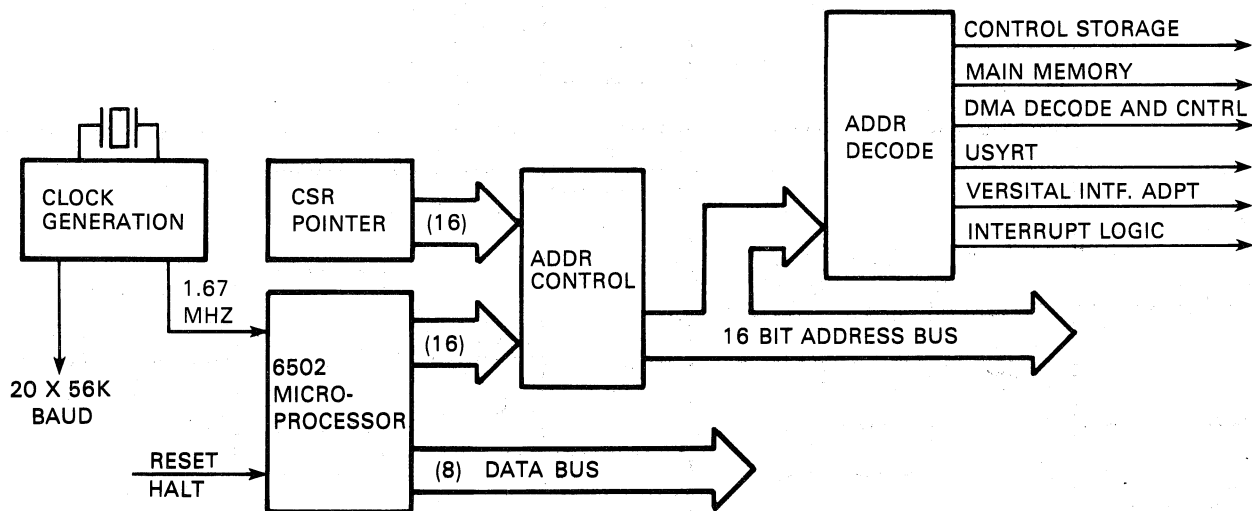 CONTROL STORAGE
MAIN MEMORY
DMA DECODE AND CNTRL
USYRT
VERSITAL INTF. ADPT
INTERRUPT LOGIC
ADDR
DECODE
CLOCK
GENERATION
CSR
POINTER
(16)
ADDR
CONTROL
1.67
MHZ
(16)
16 BIT ADDRESS BUS
6502
MICRO-
PROCESSOR
20 X 56K
BAUD
RESET
HALT
(8) DATA BUS